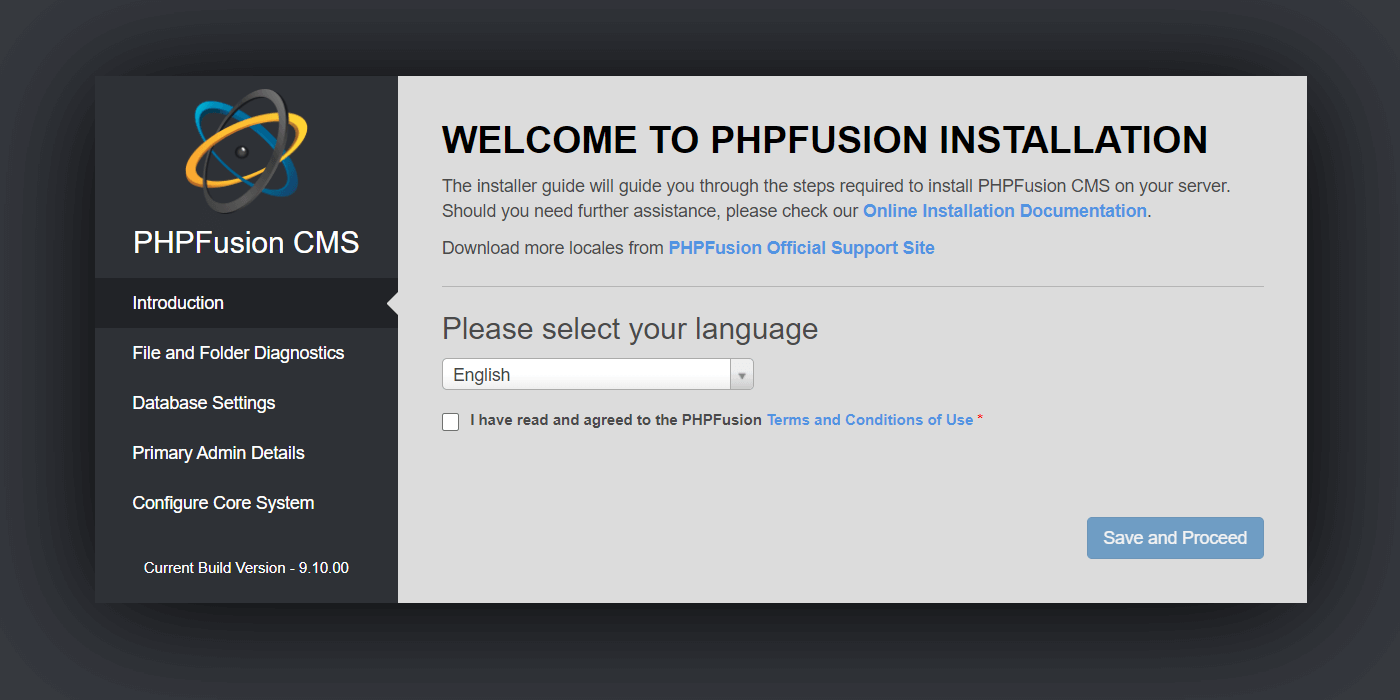 PHPFusion CMS
Introduction
File and Folder Diagnostics
Database Settings
Primary Admin Details
Configure Core System
Current Build Version - 9.10.00
WELCOME TO PHPFUSION INSTALLATION
The installer guide will guide you through the steps required to install PHPFusion CMS on your server.
Should you need further assistance, please check our Online Installation Documentation.
Download more locales from PHPFusion Official Support Site
Please select your language
English
I have read and agreed to the PHPFusion Terms and Conditions of Use *
Save and Proceed